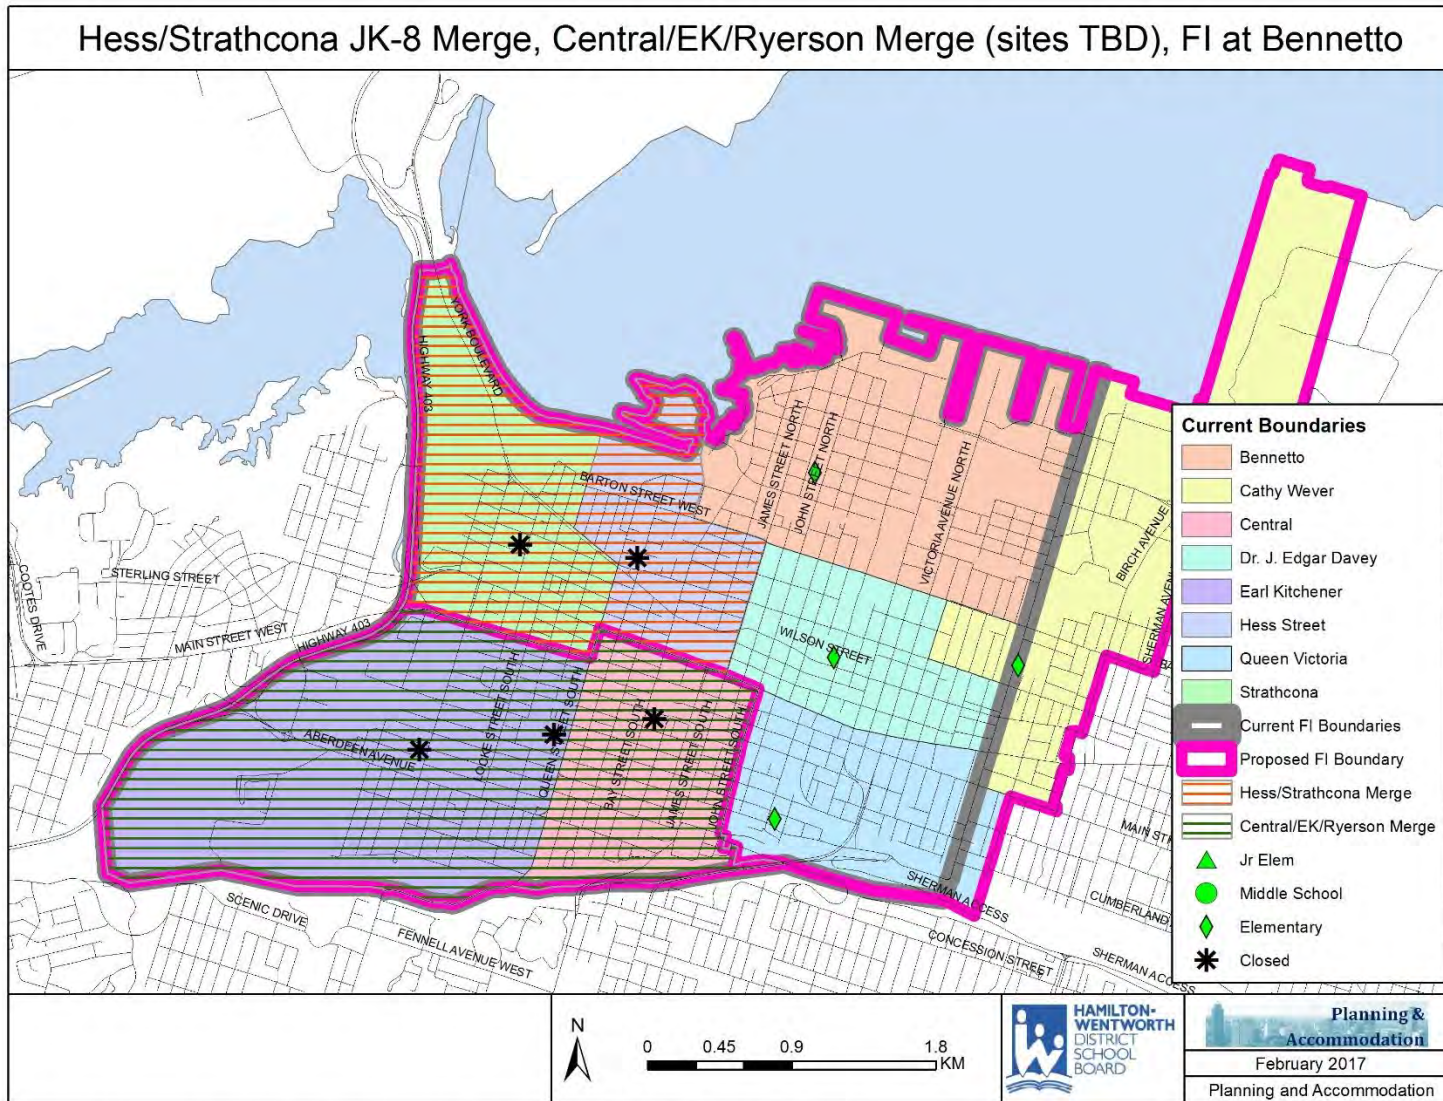 Hess/Strathcona JK-8 Merge, Central/EK/Ryerson Merge (sites TBD), FI at Bennetto
YORK BOULEVARD
HIGHWAY 403
BARTON STREET WEST
JAMES STREET NORTH
JOHN STREET NORTH
VICTORIA AVENUE NORTH
BIRCH AVENUE
SHERMAN AVENU
BA
STERLING STREET
COOTES DRIVE
MAIN STREET WEST
HIGHWAY 403
WILSON STREET
LOCKE STREET SOUTH
QUEEN STREET SOUTH
BAY STREET SOUTH
JAMES STREET SOUTH
JOHN STREET SOUTH
ABERDEEN AVENUE
SCENIC DRIVE
FENNELL AVENUE WEST
SHERMAN ACCESS
CONCESSION STREET
MAIN STR
CUMBERLAND
SHERMAN ACCESS
Current Boundaries
Bennetto
Cathy Wever
Central
Dr. J. Edgar Davey
Earl Kitchener
Hess Street
Queen Victoria
Strathcona
Current FI Boundaries
Proposed FI Boundary
Hess/Strathcona Merge
Central/EK/Ryerson Merge
Jr Elem
Middle School
Elementary
Closed
N
0 0.45 0.9 1.8
KM
HAMILTON-
WENTWORTH
DISTRICT
SCHOOL
BOARD
Planning &
Accommodation
February 2017
Planning and Accommodation